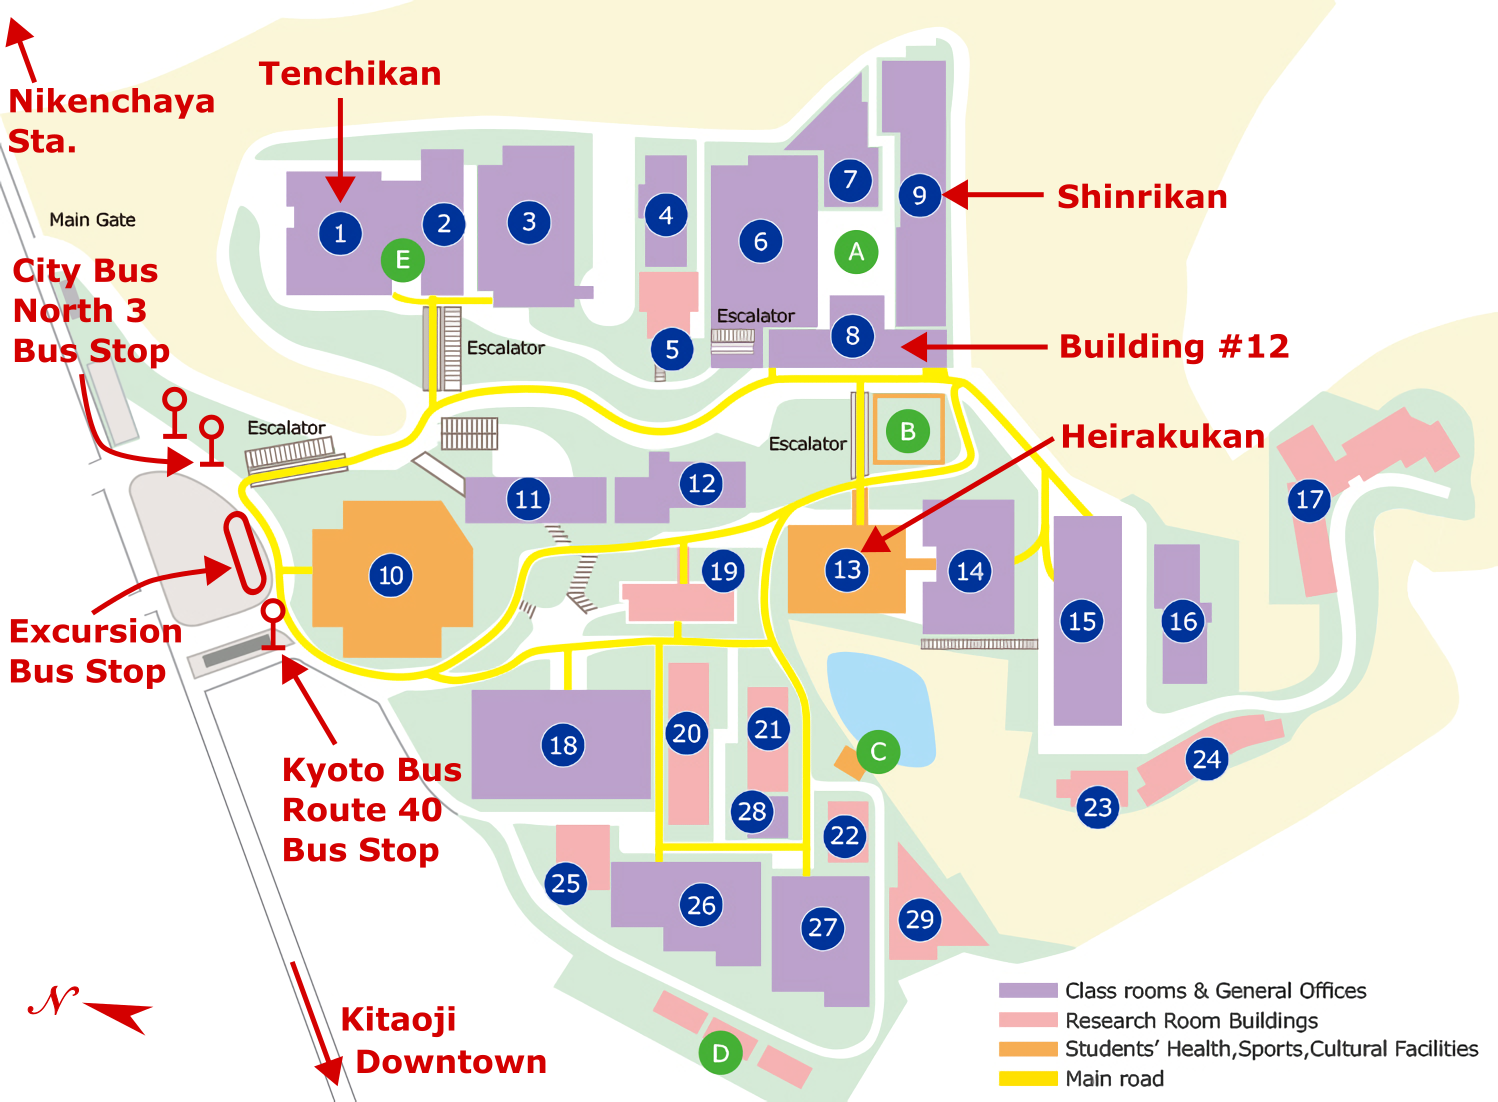 Nikenchaya
Sta.
Tenchikan
Main Gate
City Bus
North 3
Bus Stop
Shinrikan
Escalator
Escalator
Building #12
Escalator
Escalator
Heirakukan
Excursion
Bus Stop
Kyoto Bus
Route 40
Bus Stop
Kitaoji
Downtown
N
1
2
3
4
5
6
7
8
9
10
11
12
13
14
15
16
17
18
19
20
21
22
23
24
25
26
27
28
29
A
B
C
D
E
Class rooms & General Offices
Research Room Buildings
Students’ Health,Sports,Cultural Facilities
Main road